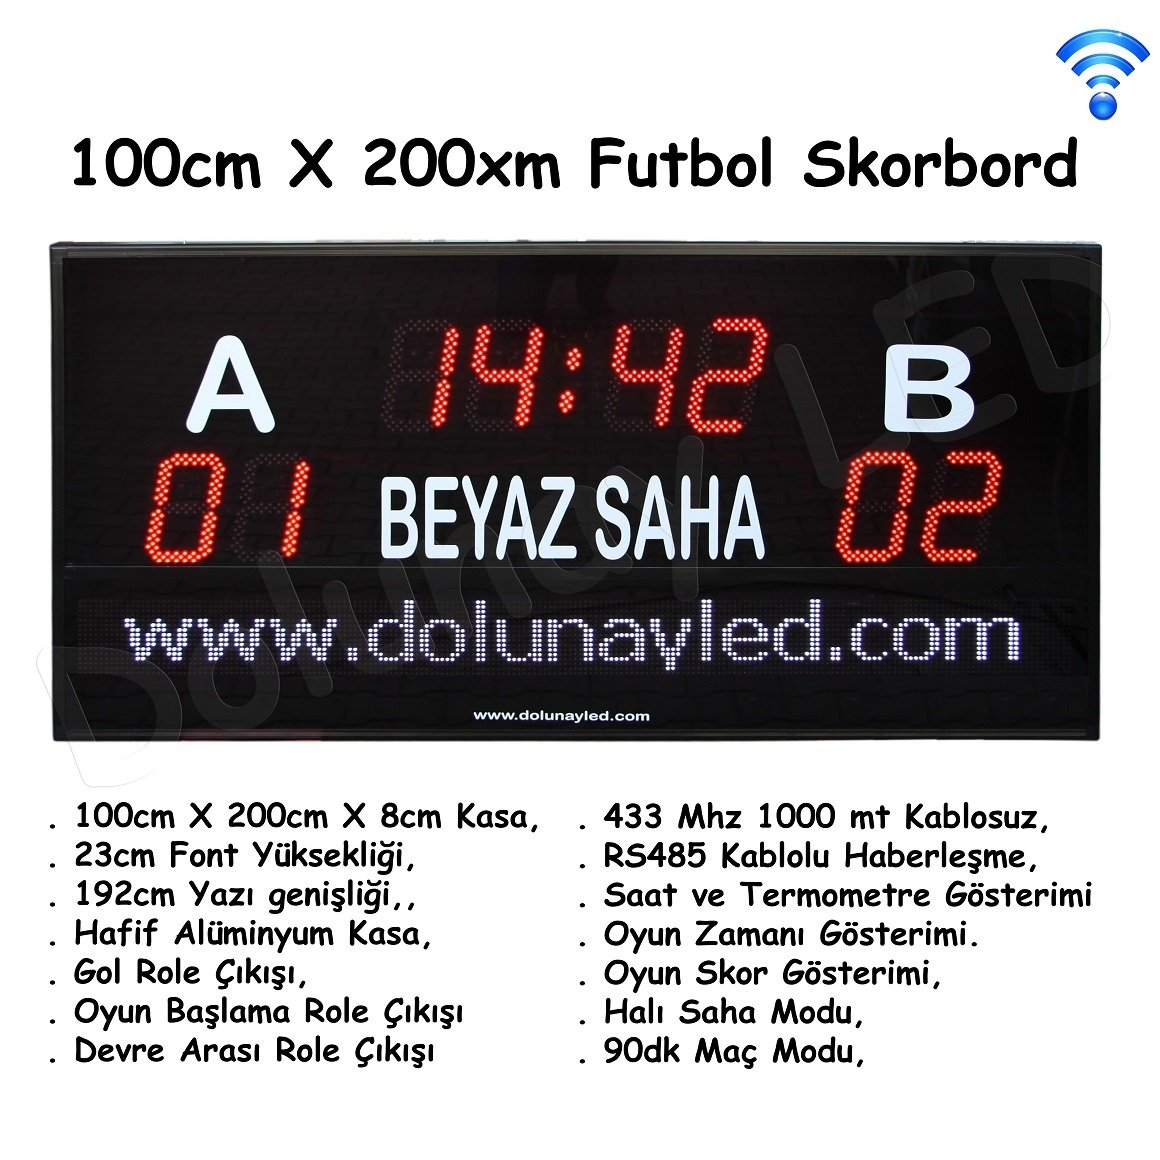 100cm X 200xm Futbol Skorbord
14:42
A
B
01
BEYAZ SAHA
02
www.dolunayled.com
www.dolunayled.com
Dolunay LED
. 100cm X 200cm X 8cm Kasa,
. 23cm Font Yüksekliği,
. 192cm Yazı genişliği,,
. Hafif Alüminyum Kasa,
. Gol Role Çıkışı,
. Oyun Başlama Role Çıkışı
. Devre Arası Role Çıkışı
. 433 Mhz 1000 mt Kablosuz,
. RS485 Kablolu Haberleşme,
. Saat ve Termometre Gösterimi
. Oyun Zamanı Gösterimi.
. Oyun Skor Gösterimi,
. Halı Saha Modu,
. 90dk Maç Modu,